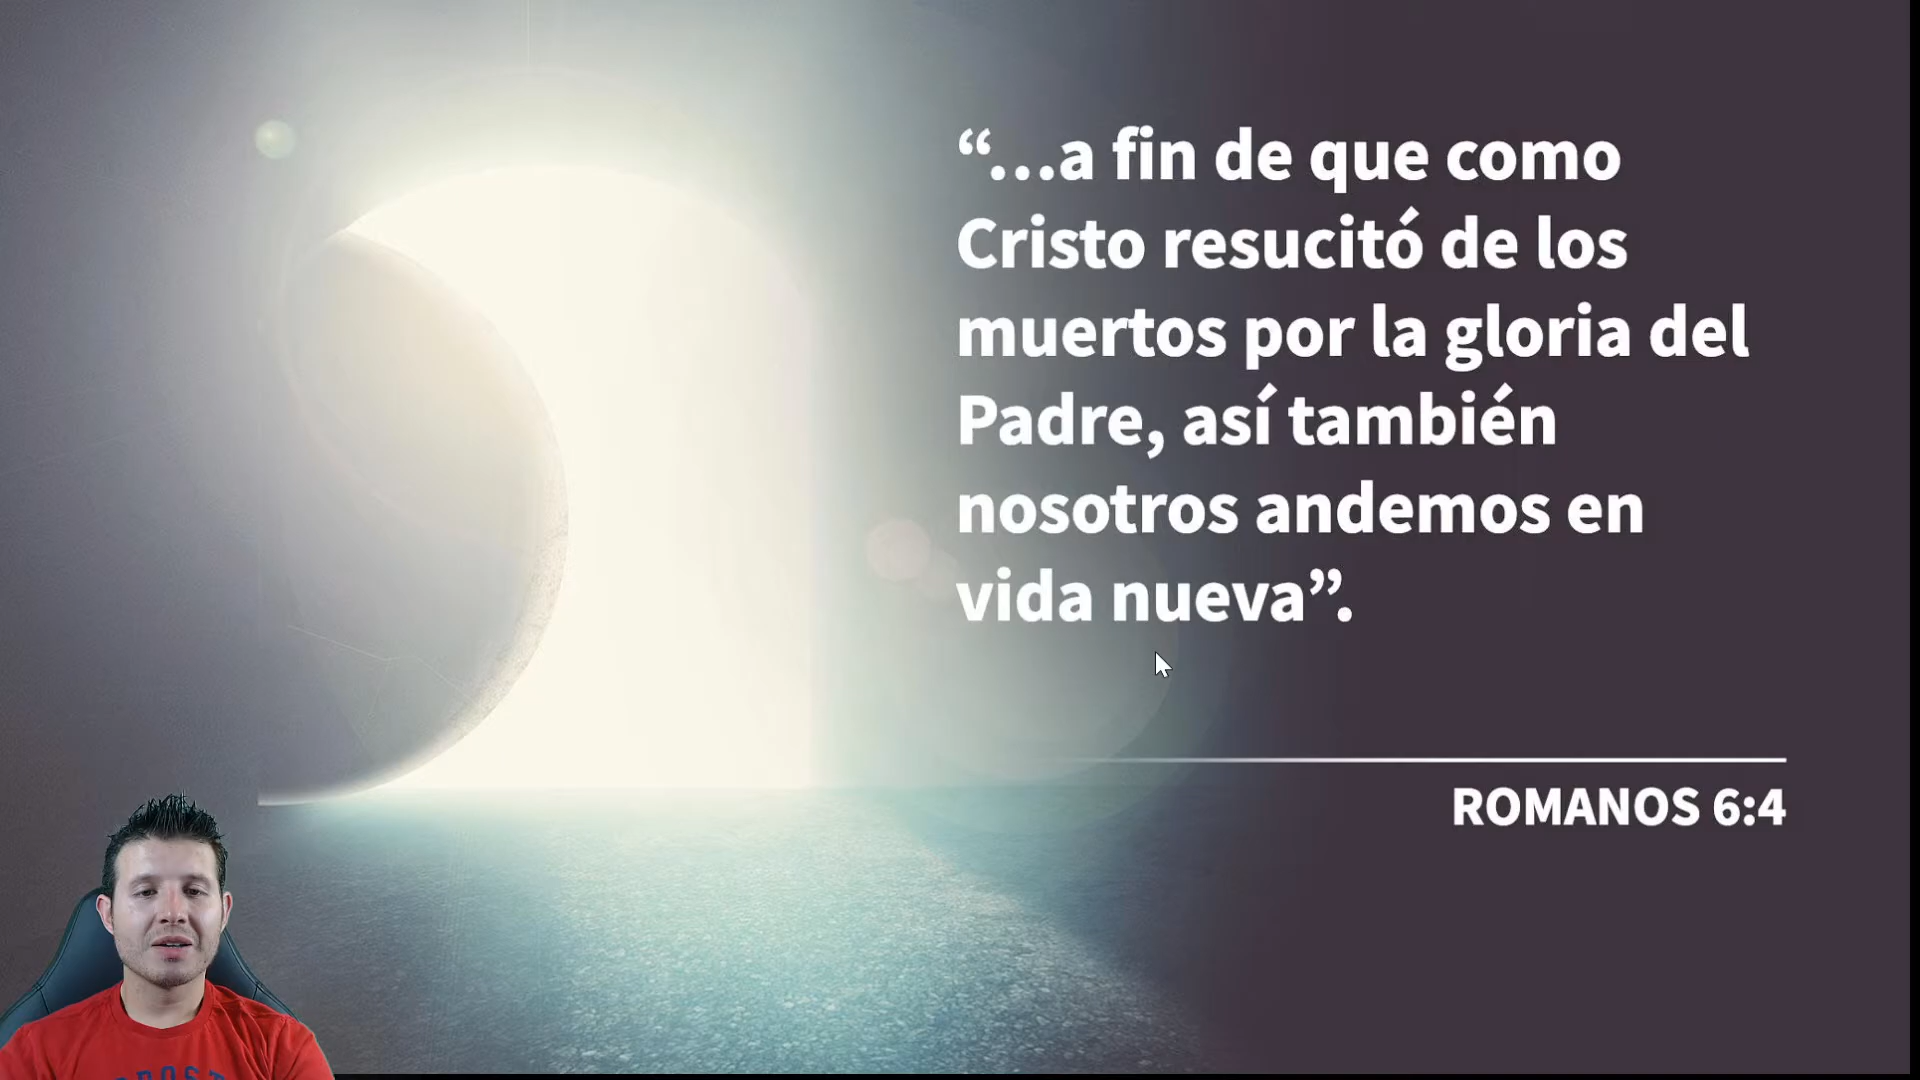 “...a fin de que como
Cristo resucitó de los
muertos por la gloria del
Padre, así también
nosotros andemos en
vida nueva”.
ROMANOS 6:4